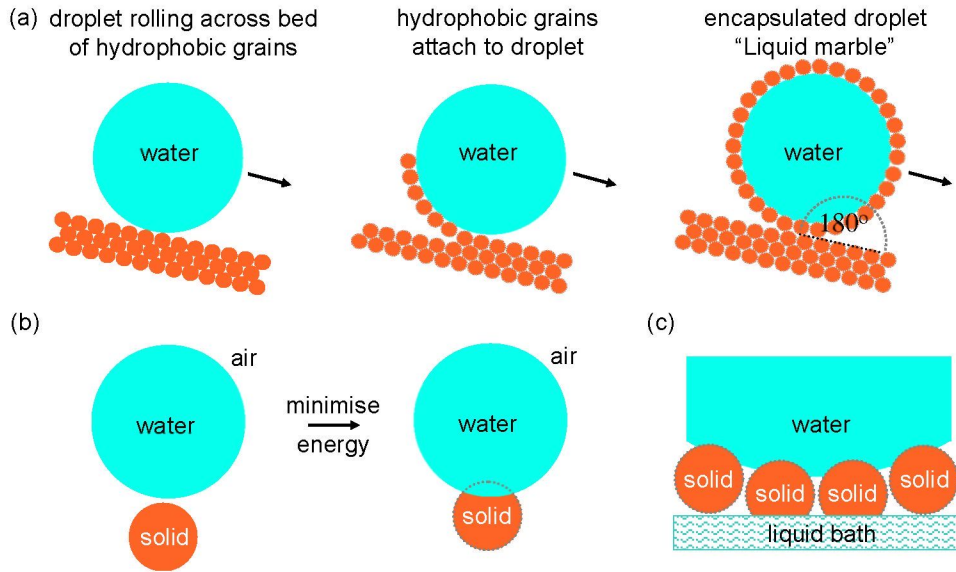 (a)
droplet rolling across bed
of hydrophobic grains
hydrophobic grains
attach to droplet
encapsulated droplet
“Liquid marble”
water
water
water
180°
(b)
air
water
solid
minimise
energy
air
water
solid
(c)
water
solid
solid
solid
solid
liquid bath